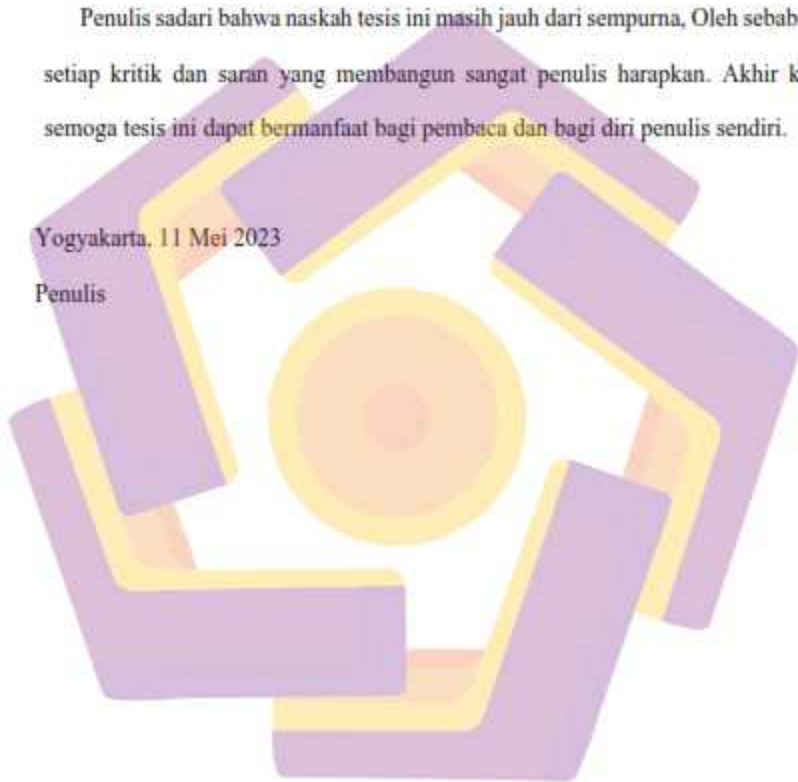 Penulis sadari bahwa naskah tesis ini masih jauh dari sempurna, Oleh sebab
setiap kritik dan saran yang membangun sangat penulis harapkan. Akhir k
semoga tesis ini dapat bermanfaat bagi pembaca dan bagi diri penulis sendiri.
Yogyakarta, 11 Mei 2023
Penulis